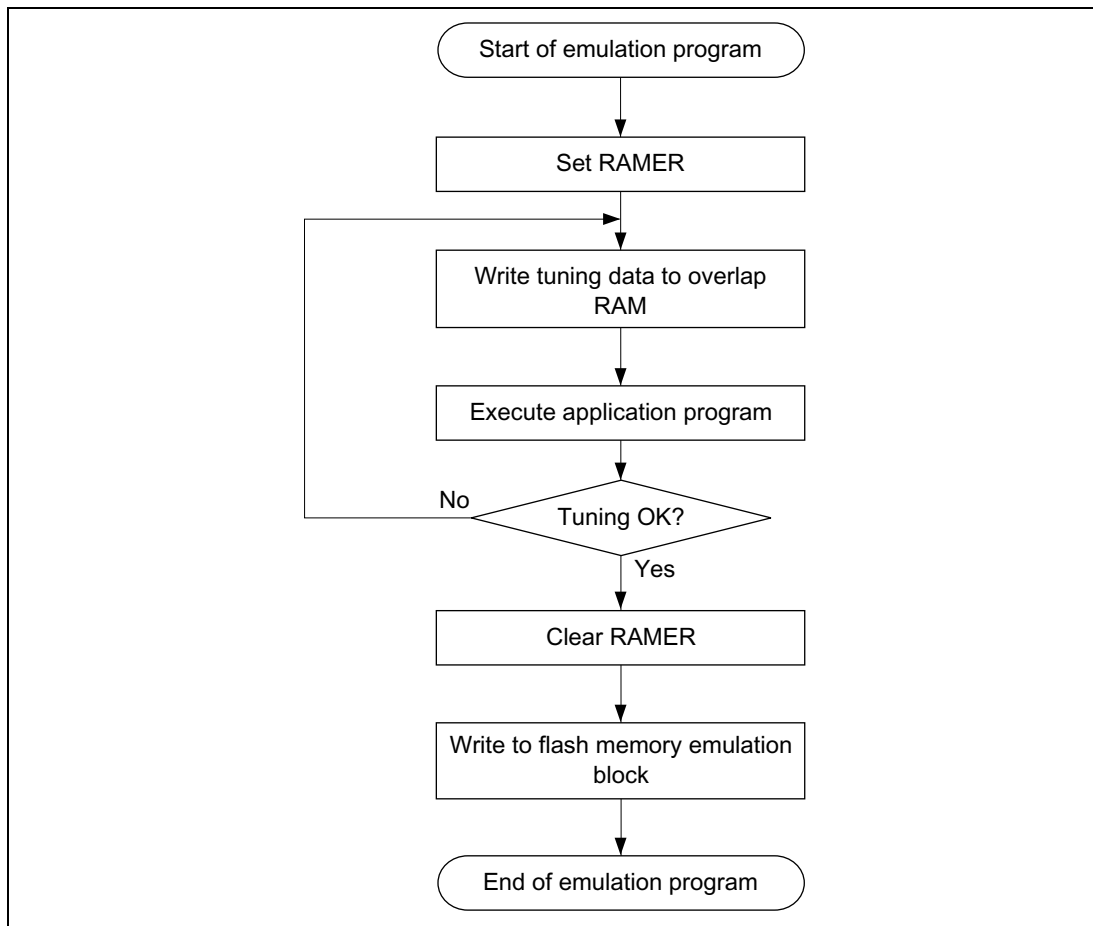 Start of emulation program
Set RAMER
Write tuning data to overlap
RAM
Execute application program
No
Tuning OK?
Yes
Clear RAMER
Write to flash memory emulation
block
End of emulation program